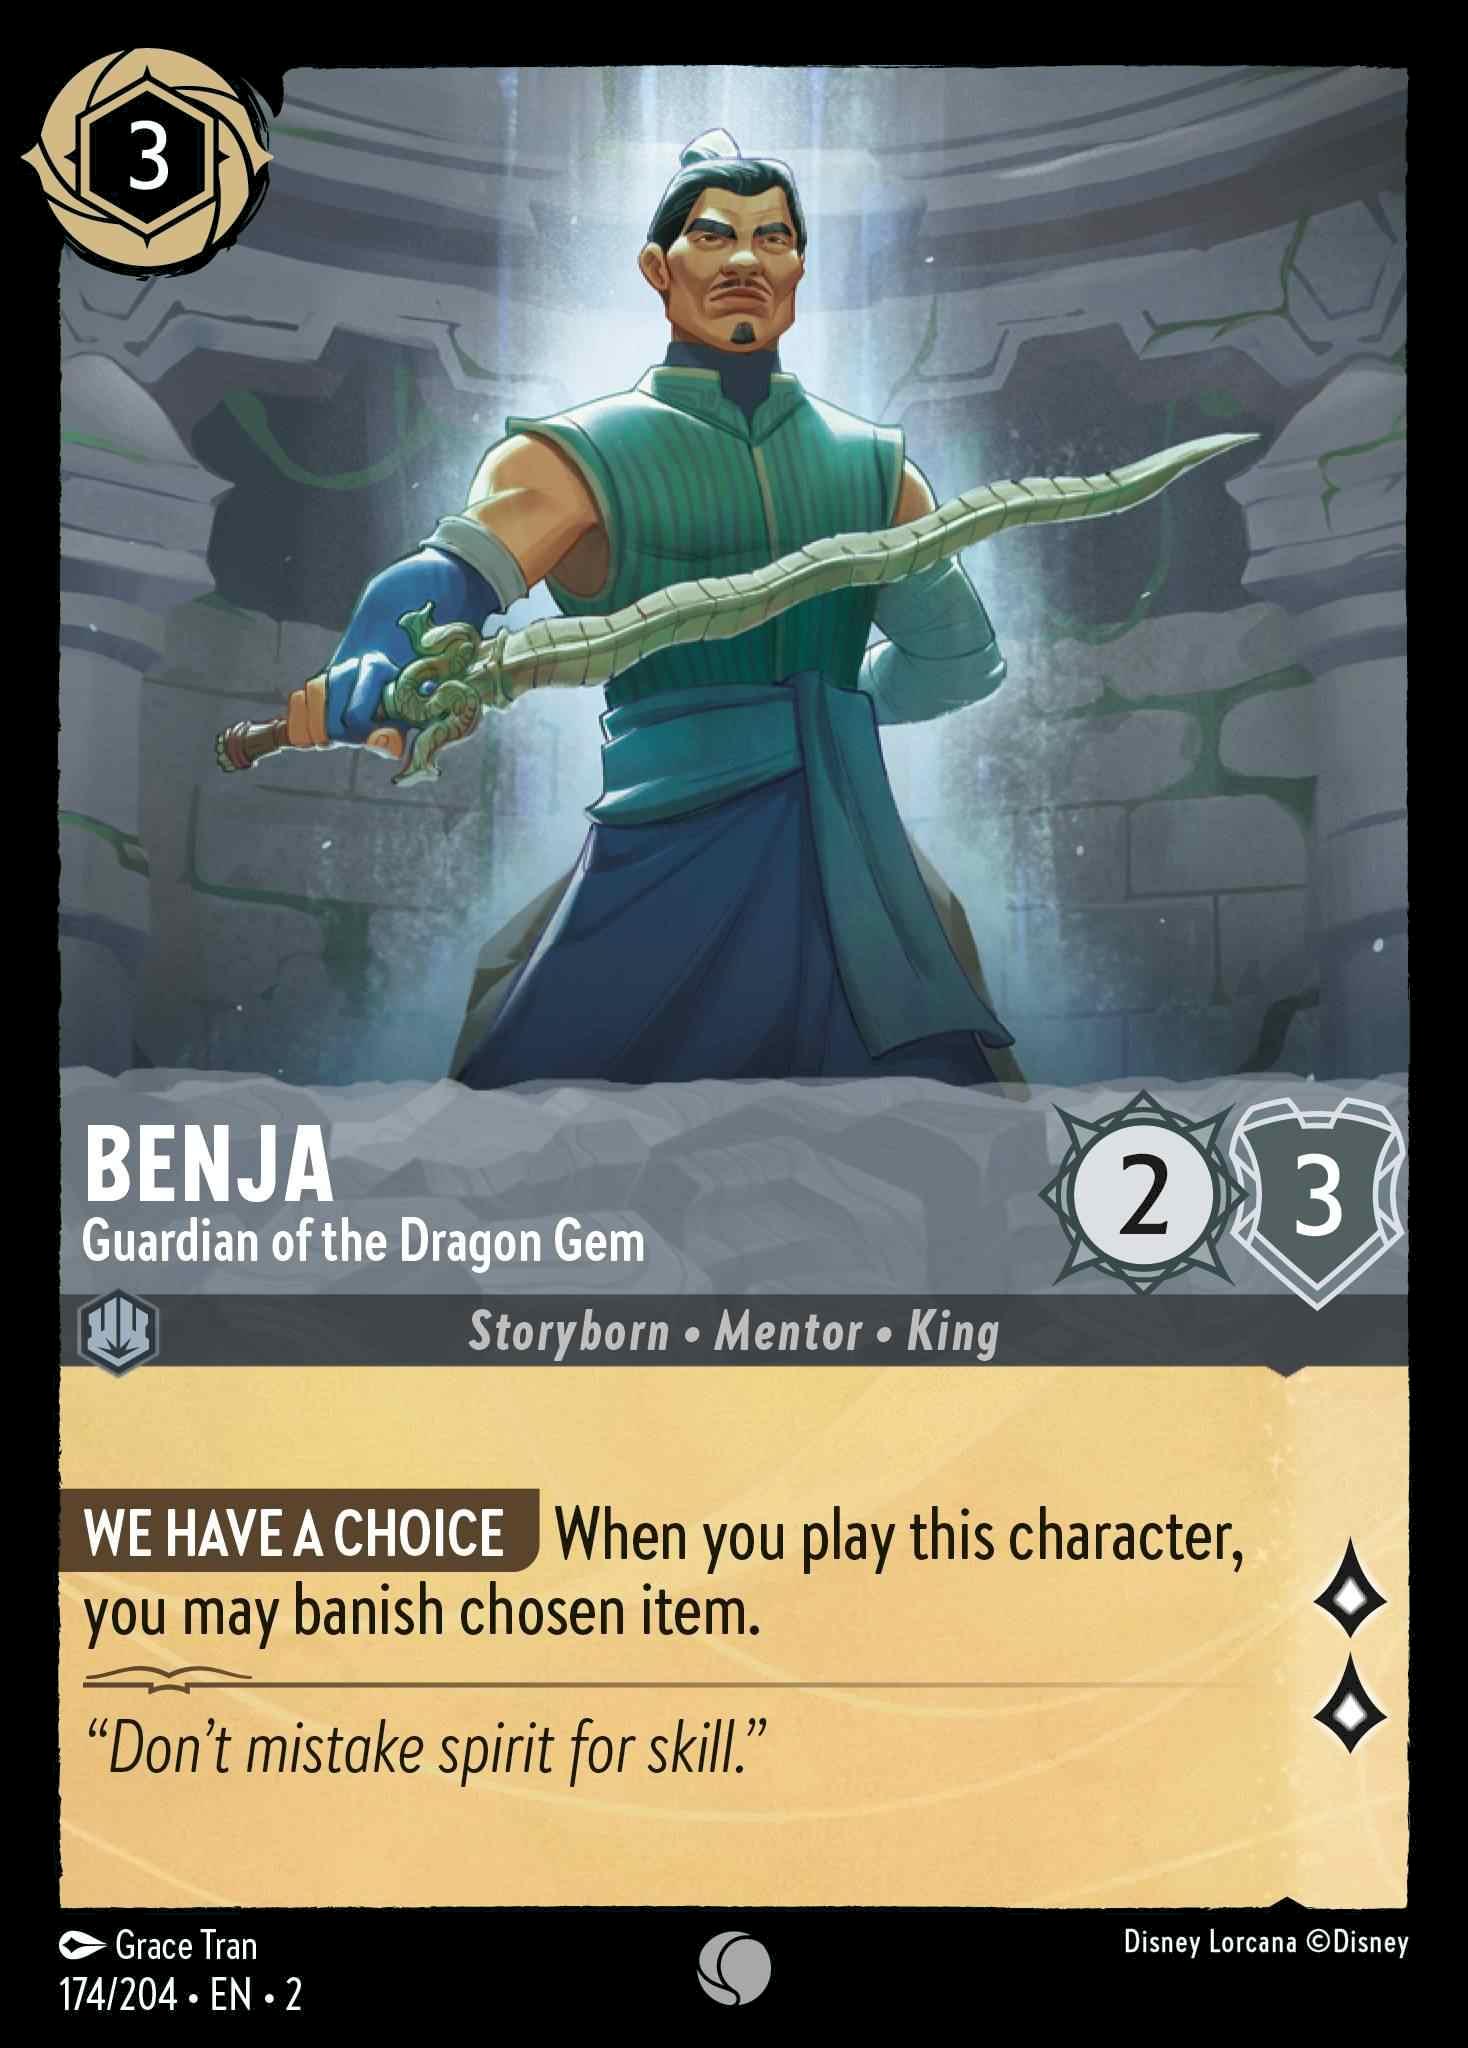 3
BENJA
Guardian of the Dragon Gem
2
3
Storyborn • Mentor • King
WE HAVE A CHOICE When you play this character,
you may banish chosen item.
“Don’t mistake spirit for skill.”
Grace Tran
174/204 • EN • 2
Disney Lorcana ©Disney